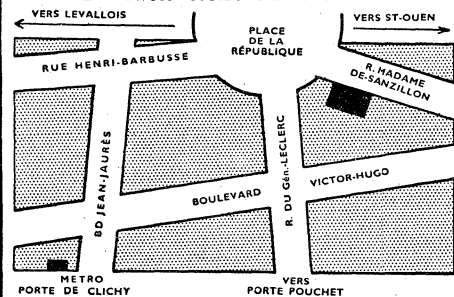 VERS LEVALLOIS
PLACE
DE LA
RÉPUBLIQUE
VERS ST-OUEN
RUE HENRI-BARBUSSE
R. MADAME
DE-SANZILLON
BD JEAN-JAURÈS
R. DU Gén.-LECLERC
BOULEVARD
VICTOR-HUGO
METRO
PORTE DE CLICHY
VERS
PORTE POUCHET